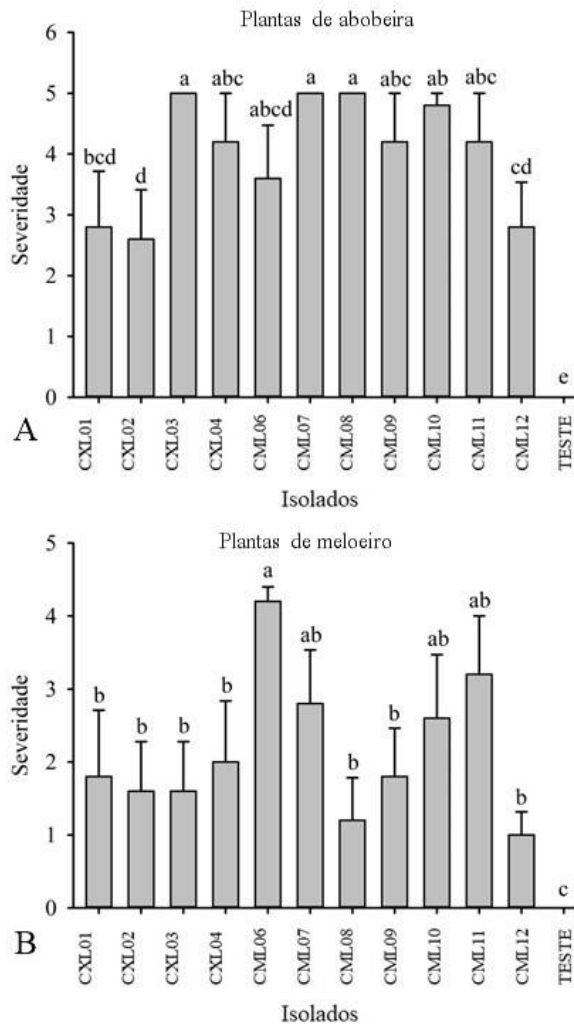 Plantas de abobeira
6
5
4
3
2
1
0
Severidade
bcd
d
a
abc
abcd
a
a
abc
ab
abc
cd
e
CXL01
CXL02
CXL03
CXL04
CML06
CML07
CML08
CML09
CML10
CML11
CML12
TESTE
A
Isolados
Plantas de meloeiro
5
4
3
2
1
0
Severidade
b
b
b
b
a
ab
b
b
ab
ab
b
c
CXL01
CXL02
CXL03
CXL04
CML06
CML07
CML08
CML09
CML10
CML11
CML12
TESTE
B
Isolados